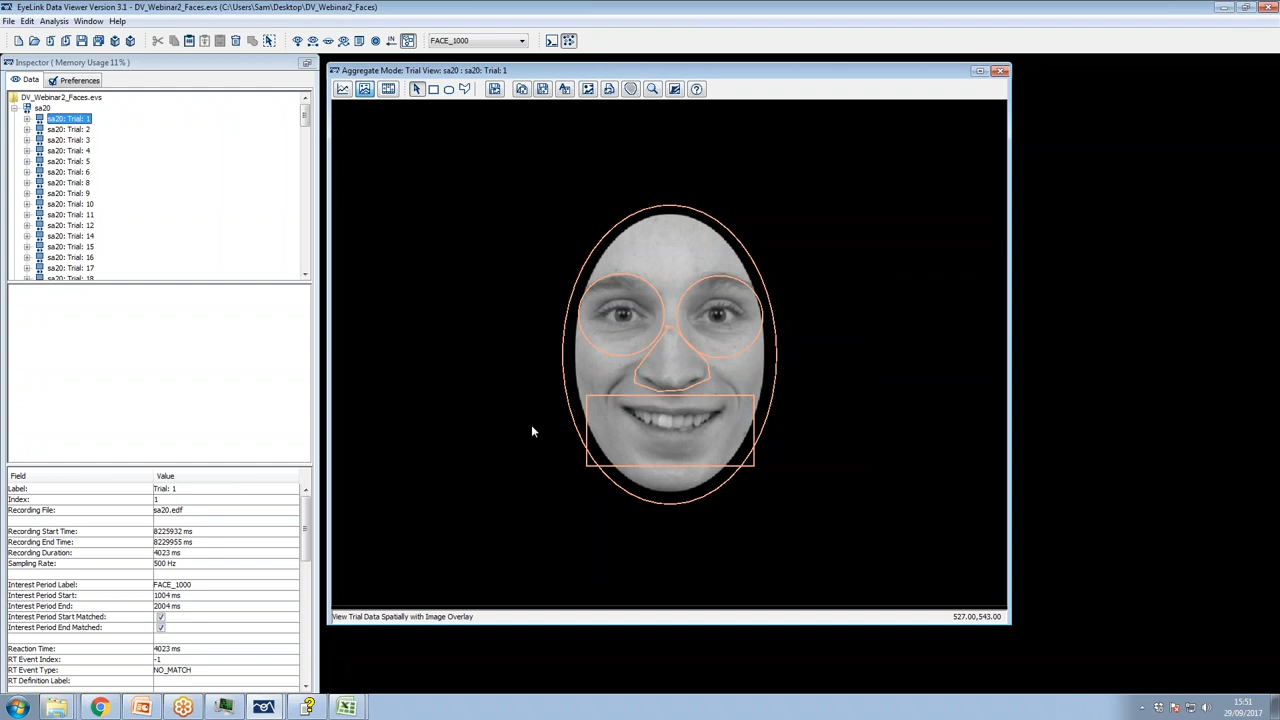 EyeLink Data Viewer Version 3.1 - DV_Webinar2_Faces.evs (C:\Users\Sam\Desktop\DV_Webinar2_Faces)
File Edit Analysis Window Help
FACE_1000
Inspector ( Memory Usage 11% )
Data Preferences
DV_Webinar2_Faces.evs
sa20
sa20: Trial: 1
sa20: Trial: 2
sa20: Trial: 3
sa20: Trial: 4
sa20: Trial: 5
sa20: Trial: 6
sa20: Trial: 8
sa20: Trial: 9
sa20: Trial: 10
sa20: Trial: 11
sa20: Trial: 12
sa20: Trial: 14
sa20: Trial: 15
sa20: Trial: 16
sa20: Trial: 17
sa20: Trial: 18
Field Value
Label: Trial: 1
Index: 1
Recording File: sa20.edf
Recording Start Time: 8225932 ms
Recording End Time: 8229955 ms
Recording Duration: 4023 ms
Sampling Rate: 500 Hz
Interest Period Label: FACE_1000
Interest Period Start: 1004 ms
Interest Period End: 2004 ms
Interest Period Start Matched:
Interest Period End Matched:
Reaction Time: 4023 ms
RT Event Index: -1
RT Event Type: NO_MATCH
RT Definition Label:
Aggregate Mode: Trial View: sa20 : sa20: Trial: 1
View Trial Data Spatially with Image Overlay 527.00,543.00
15:51
29/09/2017